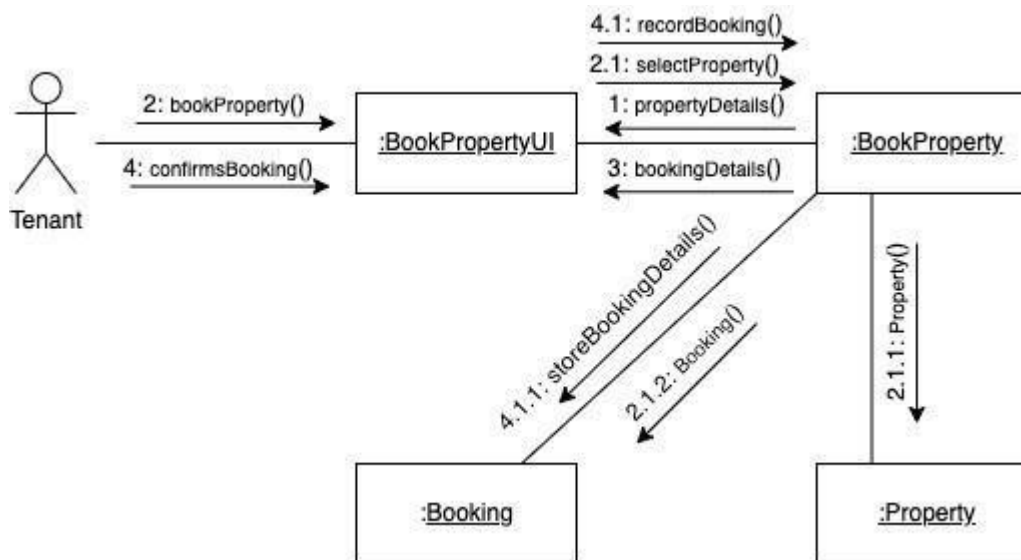 4.1: recordBooking()
2.1: selectProperty()
2: bookProperty()
1: propertyDetails()
:BookPropertyUI
:BookProperty
4: confirmsBooking()
3: bookingDetails()
Tenant
4.1.1: storeBookingDetails()
2.1.2: Booking()
2.1.1: Property()
:Booking
:Property